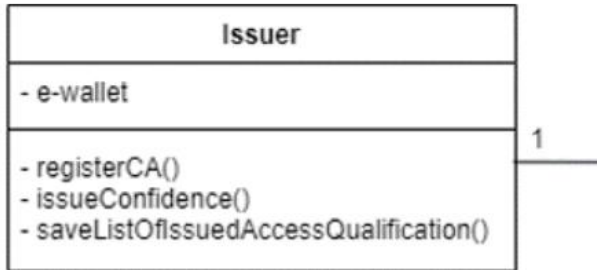 Issuer
- e-wallet
1
- registerCA()
- issueConfidence()
- saveListOfIssuedAccessQualification()